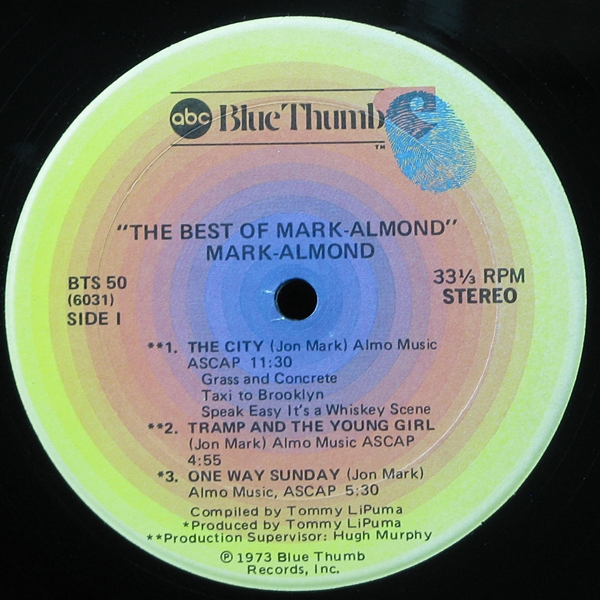 abc Blue Thumb
TM
"THE BEST OF MARK-ALMOND"
MARK-ALMOND
BTS 50
(6031)
SIDE I
33⅓ RPM
STEREO
**1. THE CITY (Jon Mark) Almo Music
ASCAP 11:30
Grass and Concrete
Taxi to Brooklyn
Speak Easy It's a Whiskey Scene
**2. TRAMP AND THE YOUNG GIRL
(Jon Mark) Almo Music ASCAP
4:55
*3. ONE WAY SUNDAY (Jon Mark)
Almo Music, ASCAP 5:30
Compiled by Tommy LiPuma
*Produced by Tommy LiPuma
**Production Supervisor: Hugh Murphy
℗ 1973 Blue Thumb
Records, Inc.